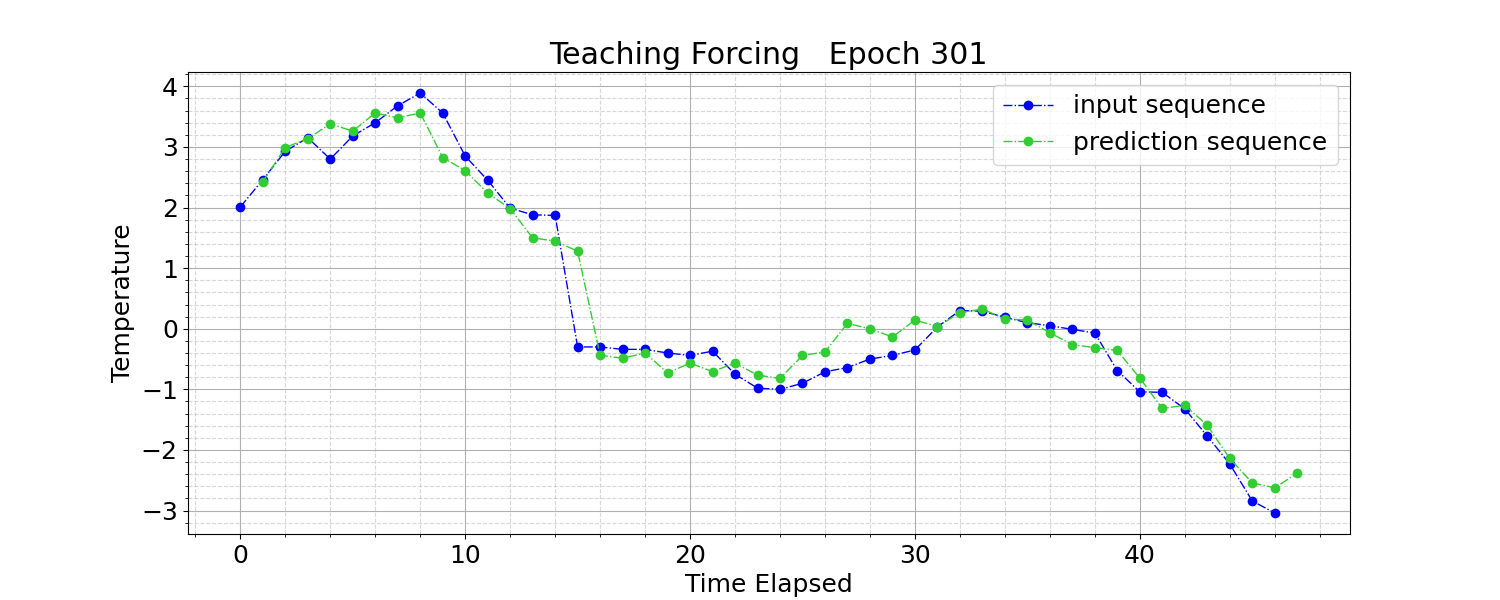 Teaching Forcing   Epoch 301
input sequence
prediction sequence
Temperature
4
3
2
1
0
−1
−2
−3
0 10 20 30 40
Time Elapsed